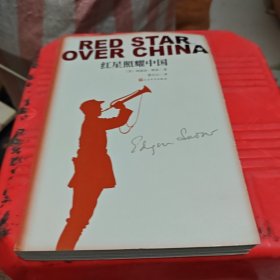 RED STAR
OVER CHINA
红星照耀中国
Edgar Snow